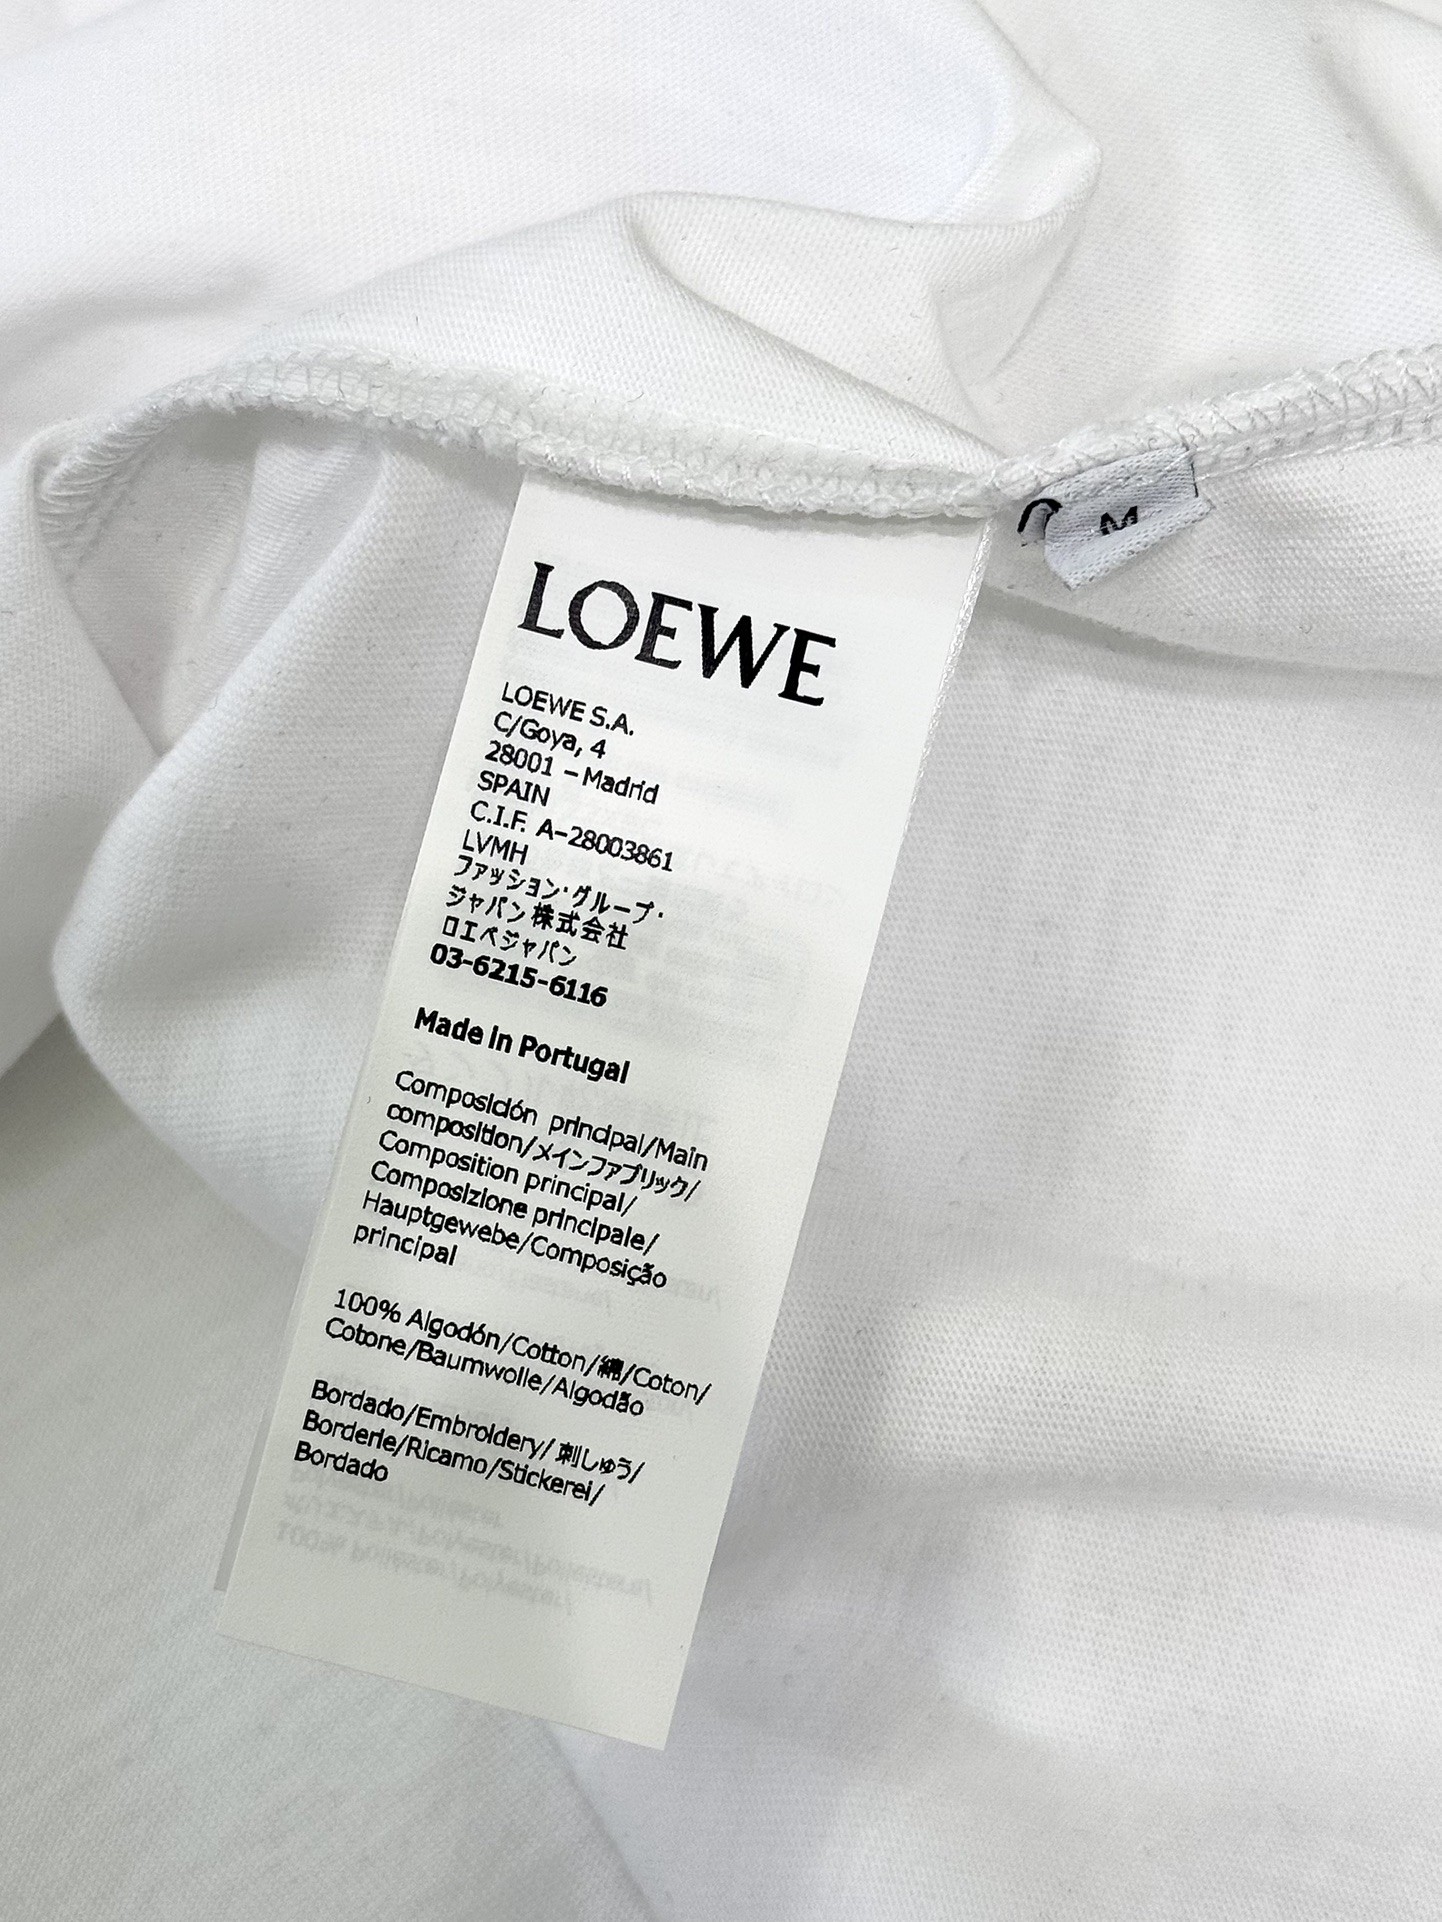 LOEWE
LOEWE S.A.
C/Goya, 4
28001 – Madrid
SPAIN
C.I.F. A-28003861
LVMH
ファッション・グループ・
ジャパン株式会社
ロエベジャパン
03-6215-6116
Made in Portugal
Composición principal/Main
composition/メインファブリック/
Composition principal/
Composizione principale/
Hauptgewebe/Composição
principal
100% Algodón/Cotton/綿/Coton/
Cotone/Baumwolle/Algodão
Bordado/Embroidery/刺しゅう/
Borderie/Ricamo/Stickerei/
Bordado
M